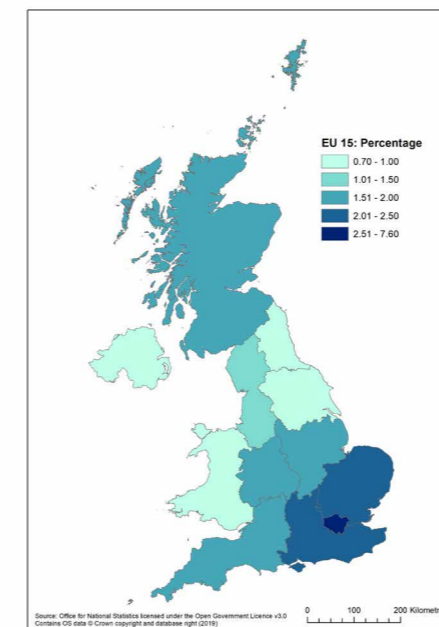 EU 15: Percentage
0.70 - 1.00
1.01 - 1.50
1.51 - 2.00
2.01 - 2.50
2.51 - 7.60
Source: Office for National Statistics licensed under the Open Government Licence v3.0
Contains OS data © Crown copyright and database right (2019)
0 100 200 Kilometr